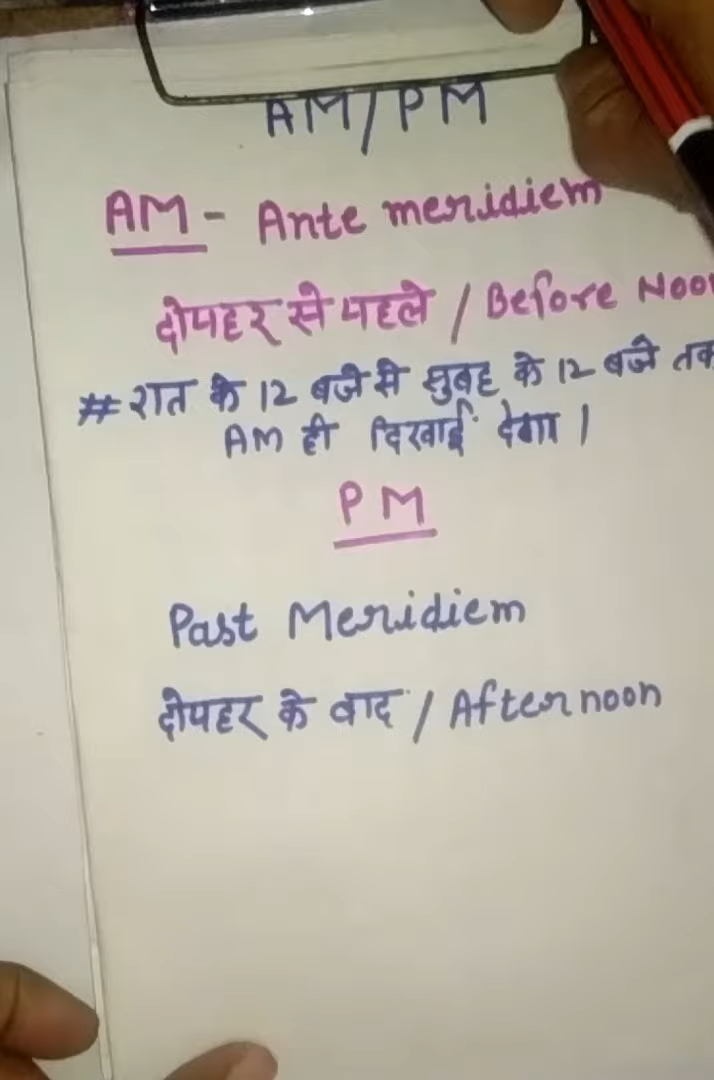 AM/PM
AM - Ante meridiem
दोपहर से पहले / Before Noon
# रात के 12 बजे से सुबह के 12 बजे तक
AM ही दिखाई देगा ।
PM
Past Meridiem
दोपहर के बाद / Afternoon